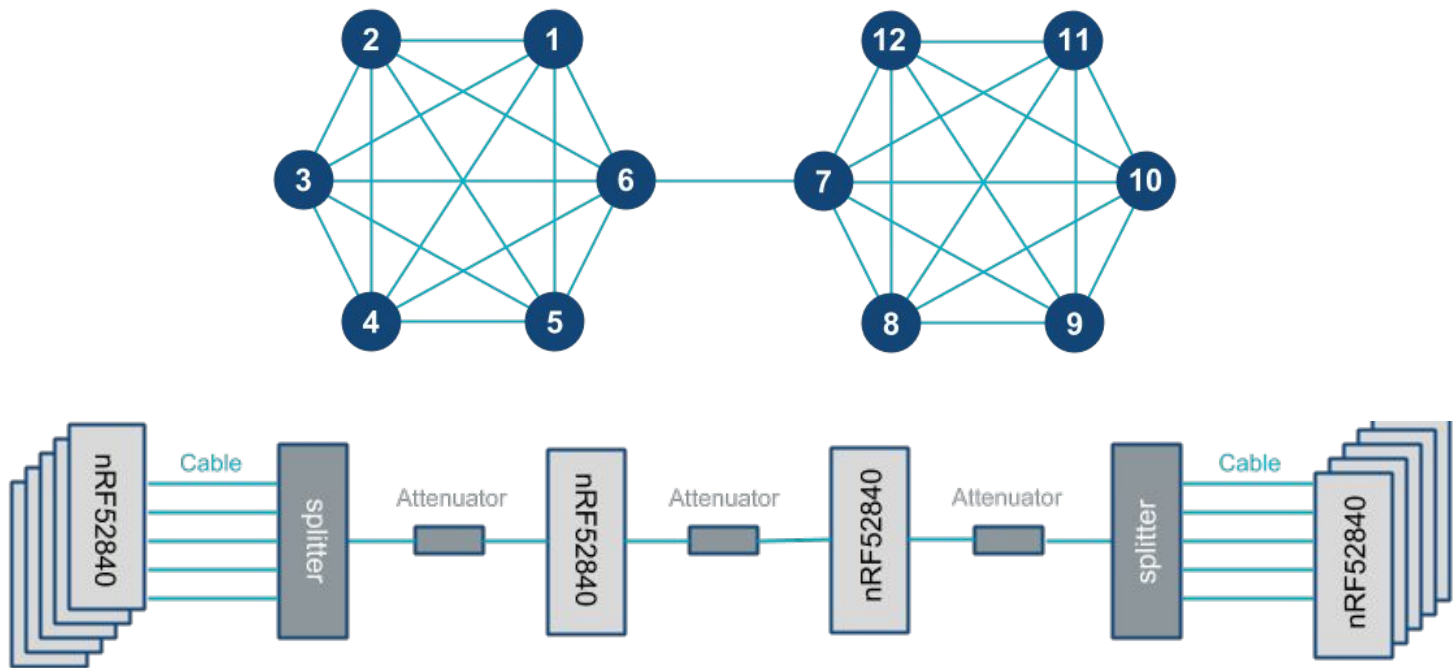 2 1 12 11
3 6 7 10
4 5 8 9
nRF52840 Cable splitter Attenuator nRF52840 Attenuator nRF52840 Attenuator splitter Cable nRF52840